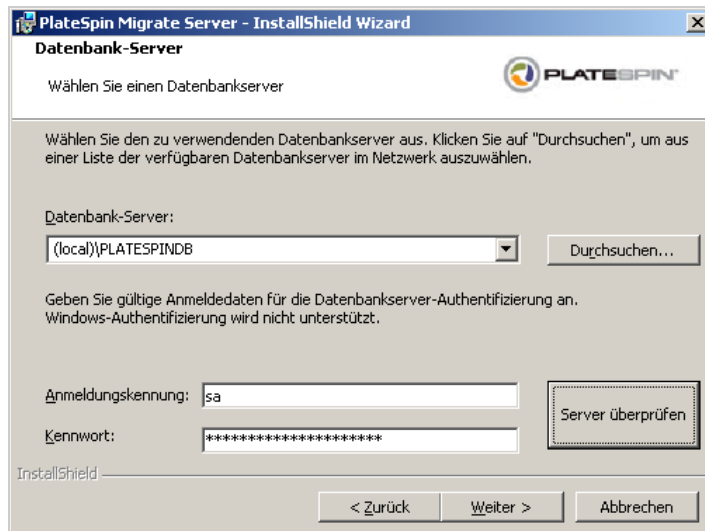 PlateSpin Migrate Server - InstallShield Wizard
Datenbank-Server
Wählen Sie einen Datenbankserver
PLATESPIN
Wählen Sie den zu verwendenden Datenbankserver aus. Klicken Sie auf "Durchsuchen", um aus
einer Liste der verfügbaren Datenbankserver im Netzwerk auszuwählen.
Datenbank-Server:
(local)\PLATESPINDB
Durchsuchen...
Geben Sie gültige Anmeldedaten für die Datenbankserver-Authentifizierung an.
Windows-Authentifizierung wird nicht unterstützt.
Anmeldungskennung:
sa
Server überprüfen
Kennwort:
*********************
InstallShield
< Zurück
Weiter >
Abbrechen